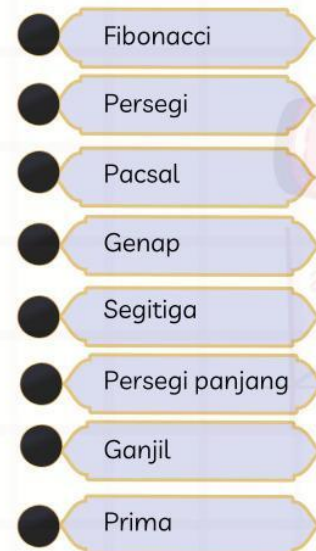 Fibonacci
Persegi
Pacsal
Genap
Segitiga
Persegi panjang
Ganjil
Prima